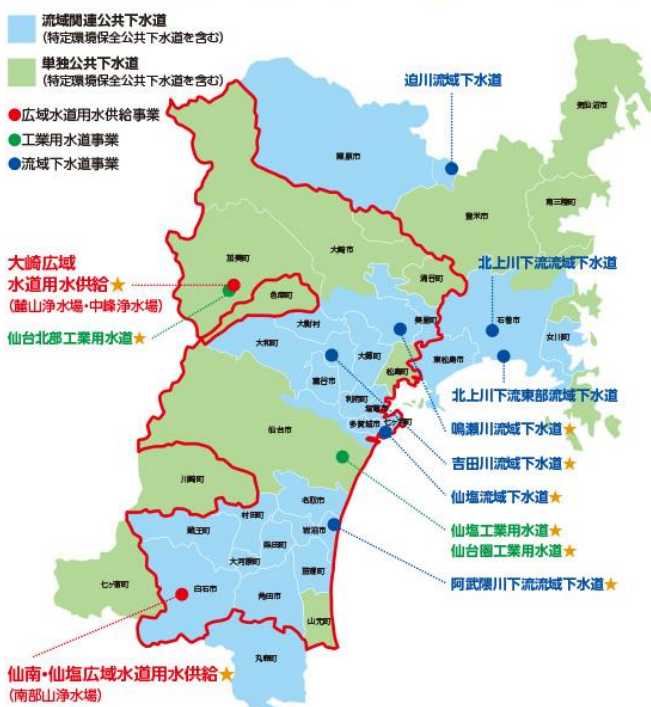 流域関連公共下水道
(特定環境保全公共下水道を含む)
単独公共下水道
(特定環境保全公共下水道を含む)
●広域水道用水供給事業
●工業用水道事業
●流域下水道事業
迫川流域下水道
気仙沼市
栗原市
南三陸町
登米市
大崎市
加美町
涌谷町
色麻町
大崎広域
水道用水供給★
(麓山浄水場・中峰浄水場)
仙台北部工業用水道★
北上川下流流域下水道
美里町
石巻市
女川町
大衡村
大和町
大郷町
東松島市
富谷市
松島町
利府町
塩竈市
七ヶ浜町
多賀城市
仙台市
北上川下流東部流域下水道
鳴瀬川流域下水道★
吉田川流域下水道★
仙塩流域下水道★
川崎町
名取市
村田町
岩沼市
蔵王町
柴田町
大河原町
亘理町
仙塩工業用水道★
仙台圏工業用水道★
阿武隈川下流流域下水道★
七ヶ宿町
白石市
角田市
山元町
丸森町
仙南・仙塩広域水道用水供給★
(南部山浄水場)